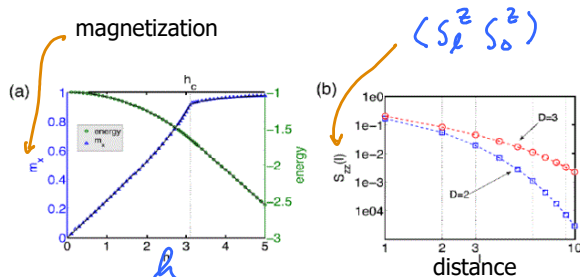 magnetization
⟨S_l^z S_0^z⟩
(a)
h_c
1
0.8
0.6
0.4
0.2
0
m_x
energy
m_x
-1
-1.5
-2
-2.5
-3
energy
0 1 2 3 4 5
h
(b)
1e0
1e-1
1e-2
1e-3
1e04
S_zz(l)
D=3
D=2
1 2 3 10
distance